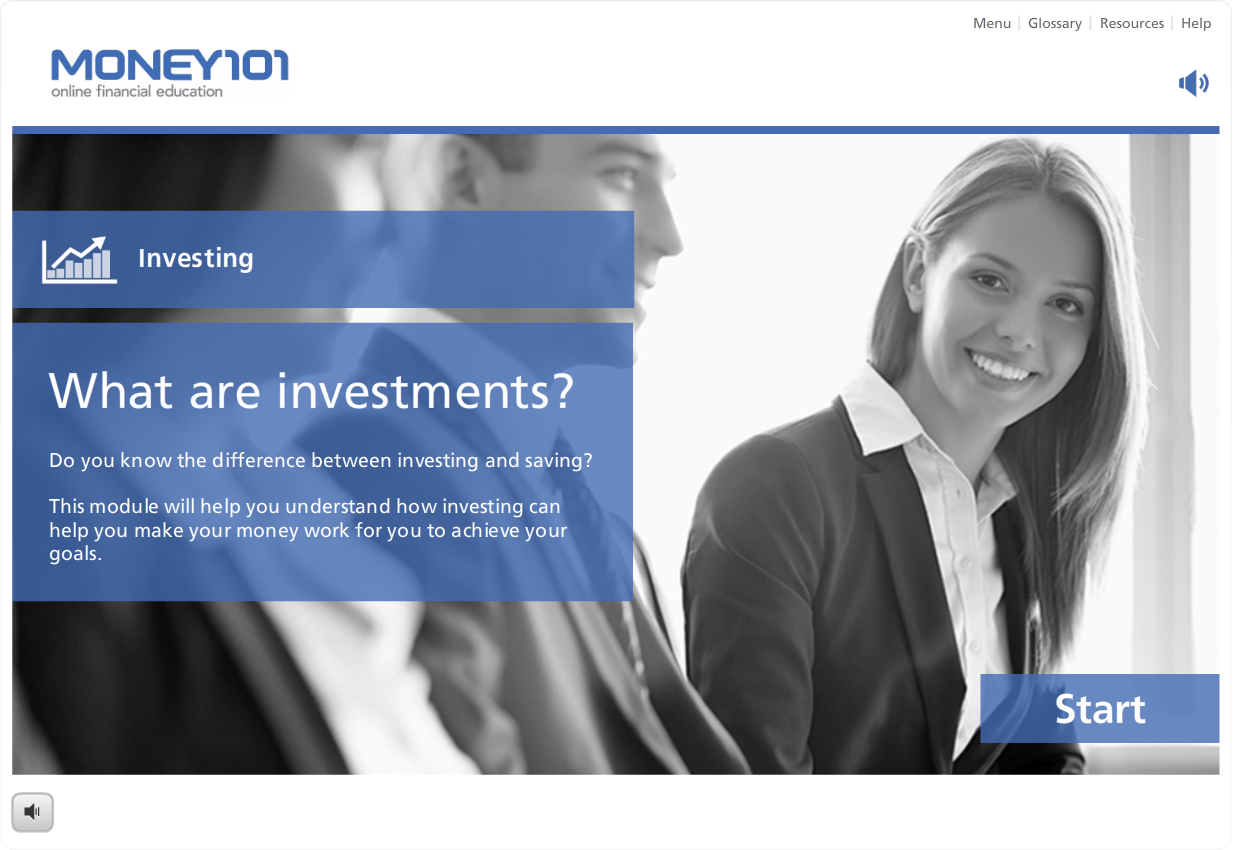 Menu | Glossary | Resources | Help
MONEY101
online financial education
Investing
What are investments?
Do you know the difference between investing and saving?
This module will help you understand how investing can
help you make your money work for you to achieve your
goals.
Start